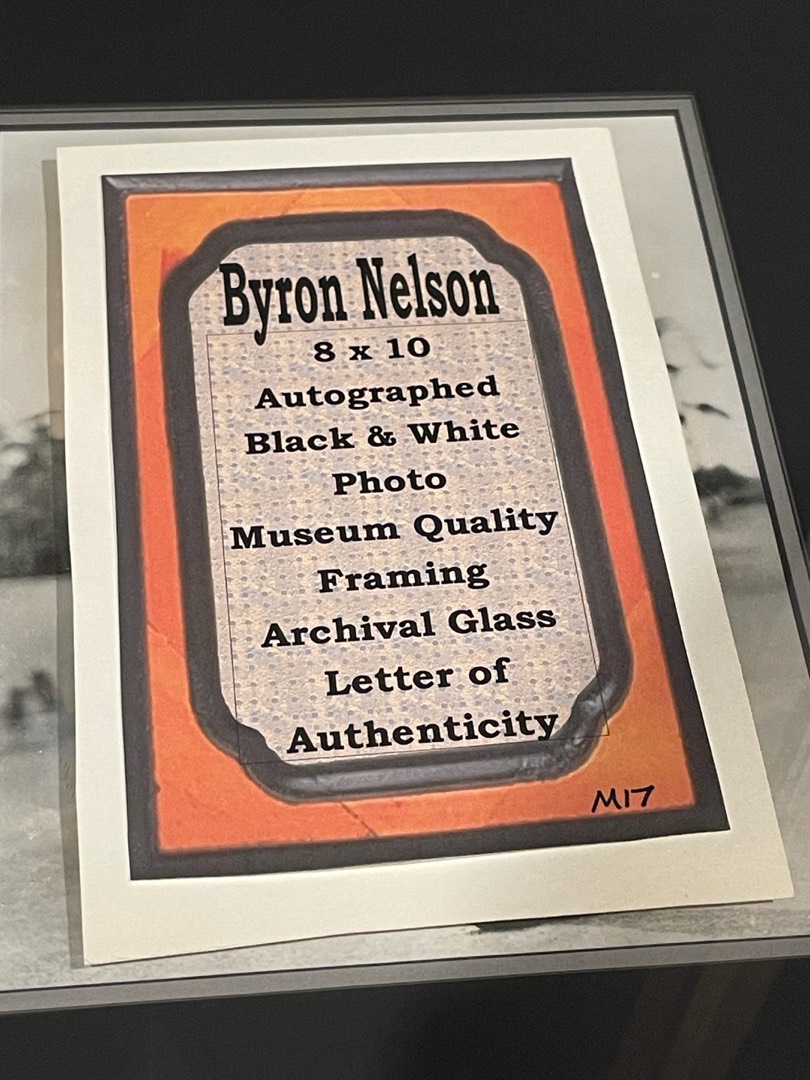 Byron Nelson
8 x 10
Autographed
Black & White
Photo
Museum Quality
Framing
Archival Glass
Letter of
Authenticity
M17